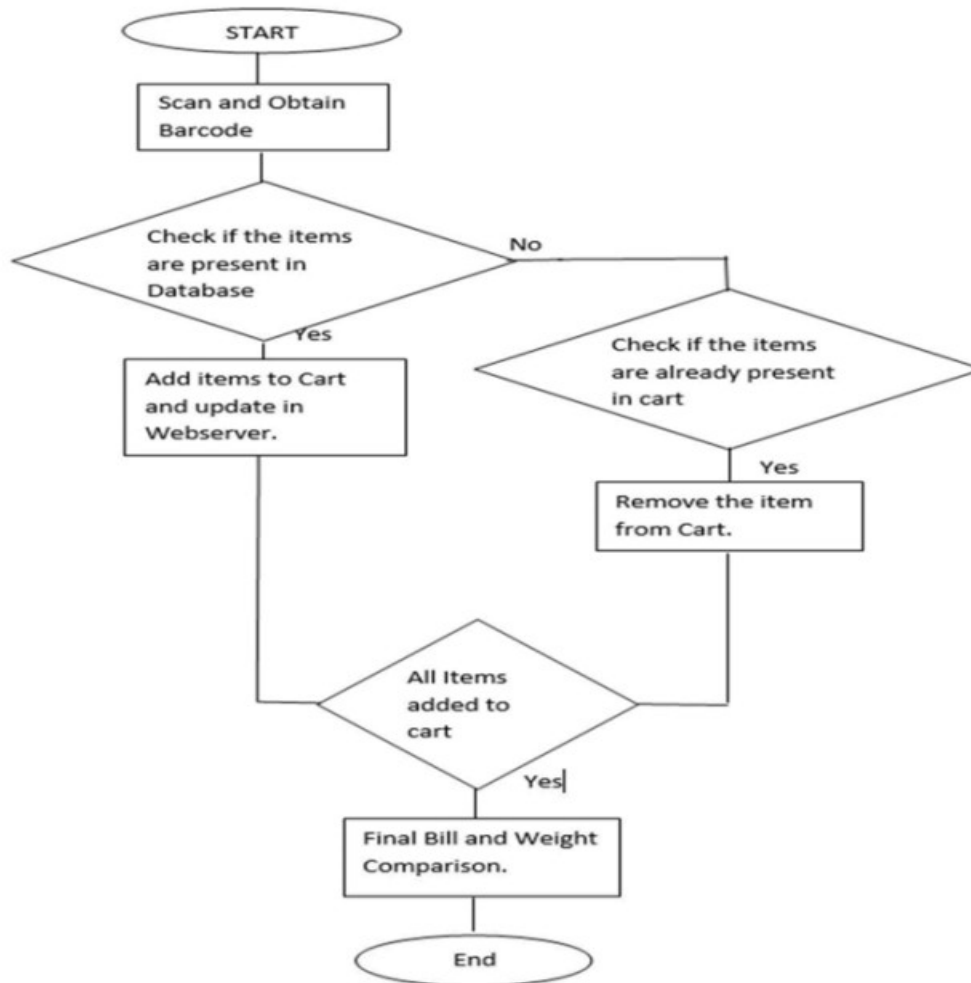 START
Scan and Obtain
Barcode
Check if the items
are present in
Database
No
Yes
Check if the items
are already present
in cart
Add items to Cart
and update in
Webserver.
Yes
Remove the item
from Cart.
All Items
added to
cart
Yes
Final Bill and Weight
Comparison.
End